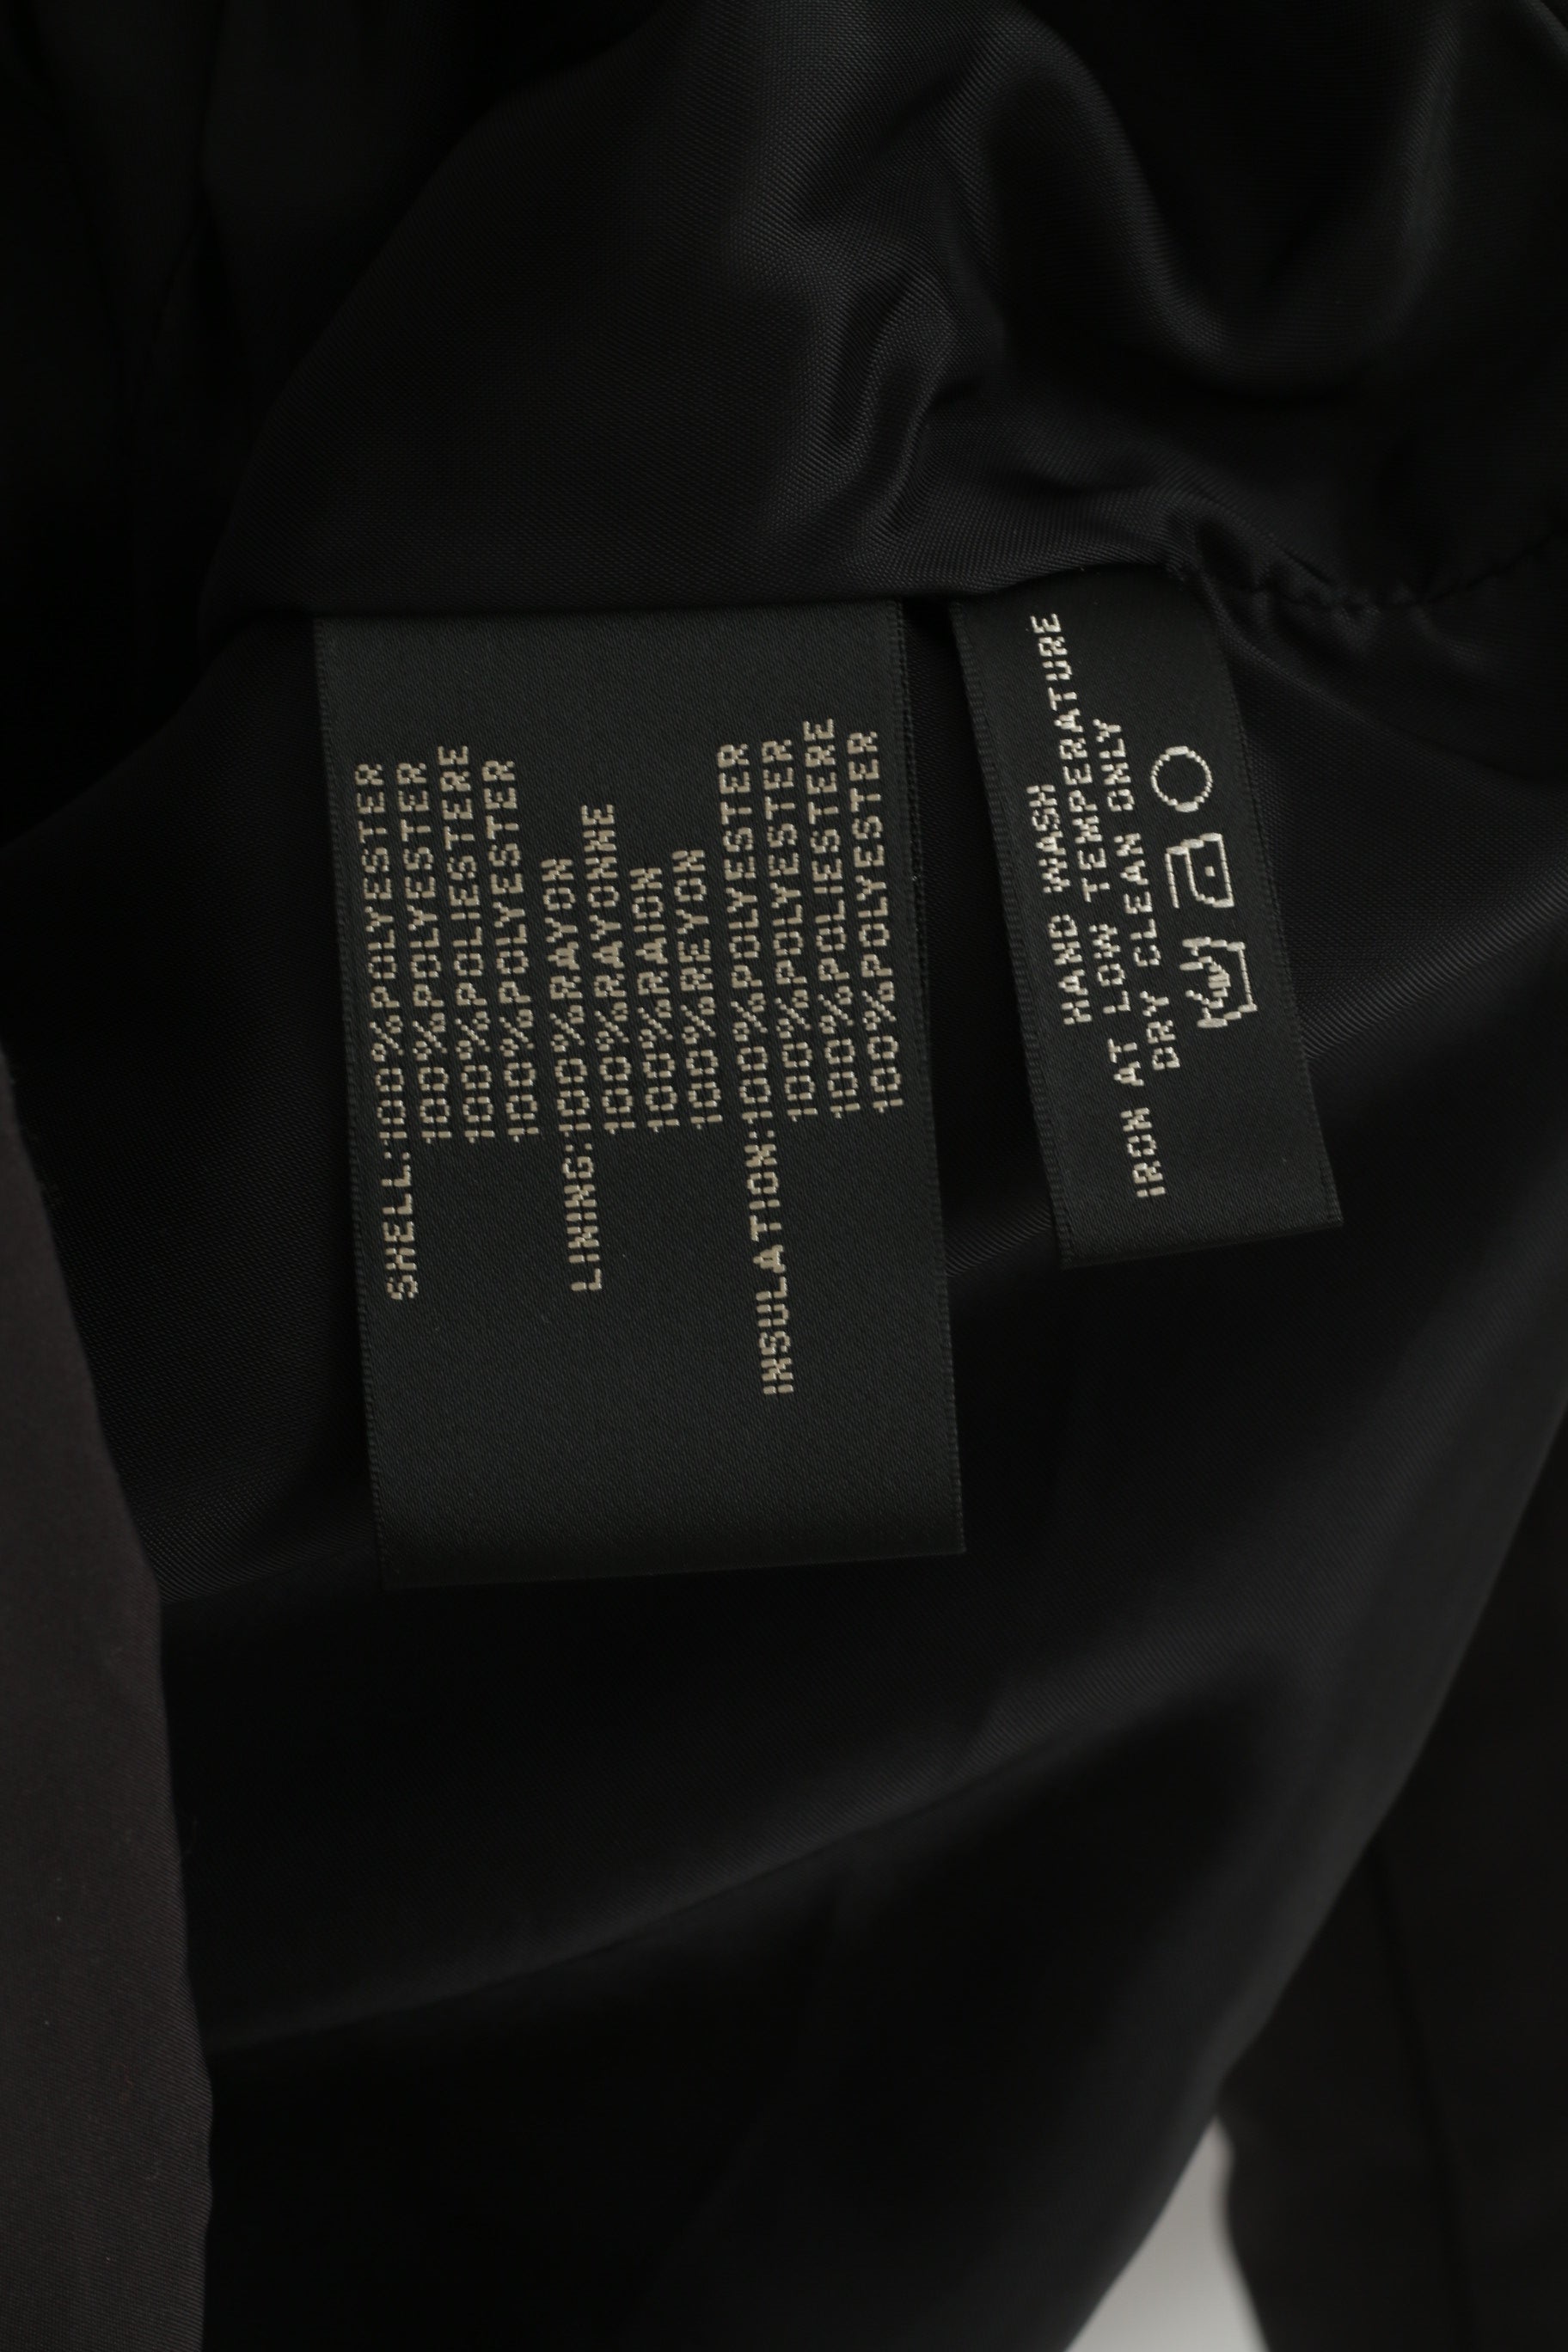 SHELL:100%POLYESTER
100%POLYESTER
100%POLIESTERE
100%POLYESTER
LINING:100%RAYON
100%RAYONNE
100%RAION
100%REYON
INSULATION:100%POLYESTER
100%POLYESTER
100%POLIESTERE
100%POLYESTER
HAND WASH
IRON AT LOW TEMPERATURE
DRY CLEAN ONLY